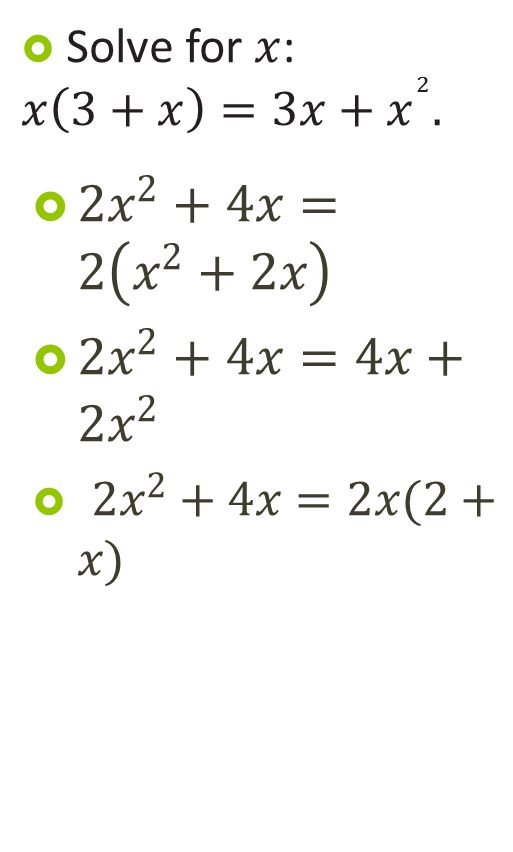 Solve for x:
x(3 + x) = 3x + x².
2x² + 4x =
2(x² + 2x)
2x² + 4x = 4x +
2x²
2x² + 4x = 2x(2 +
x)